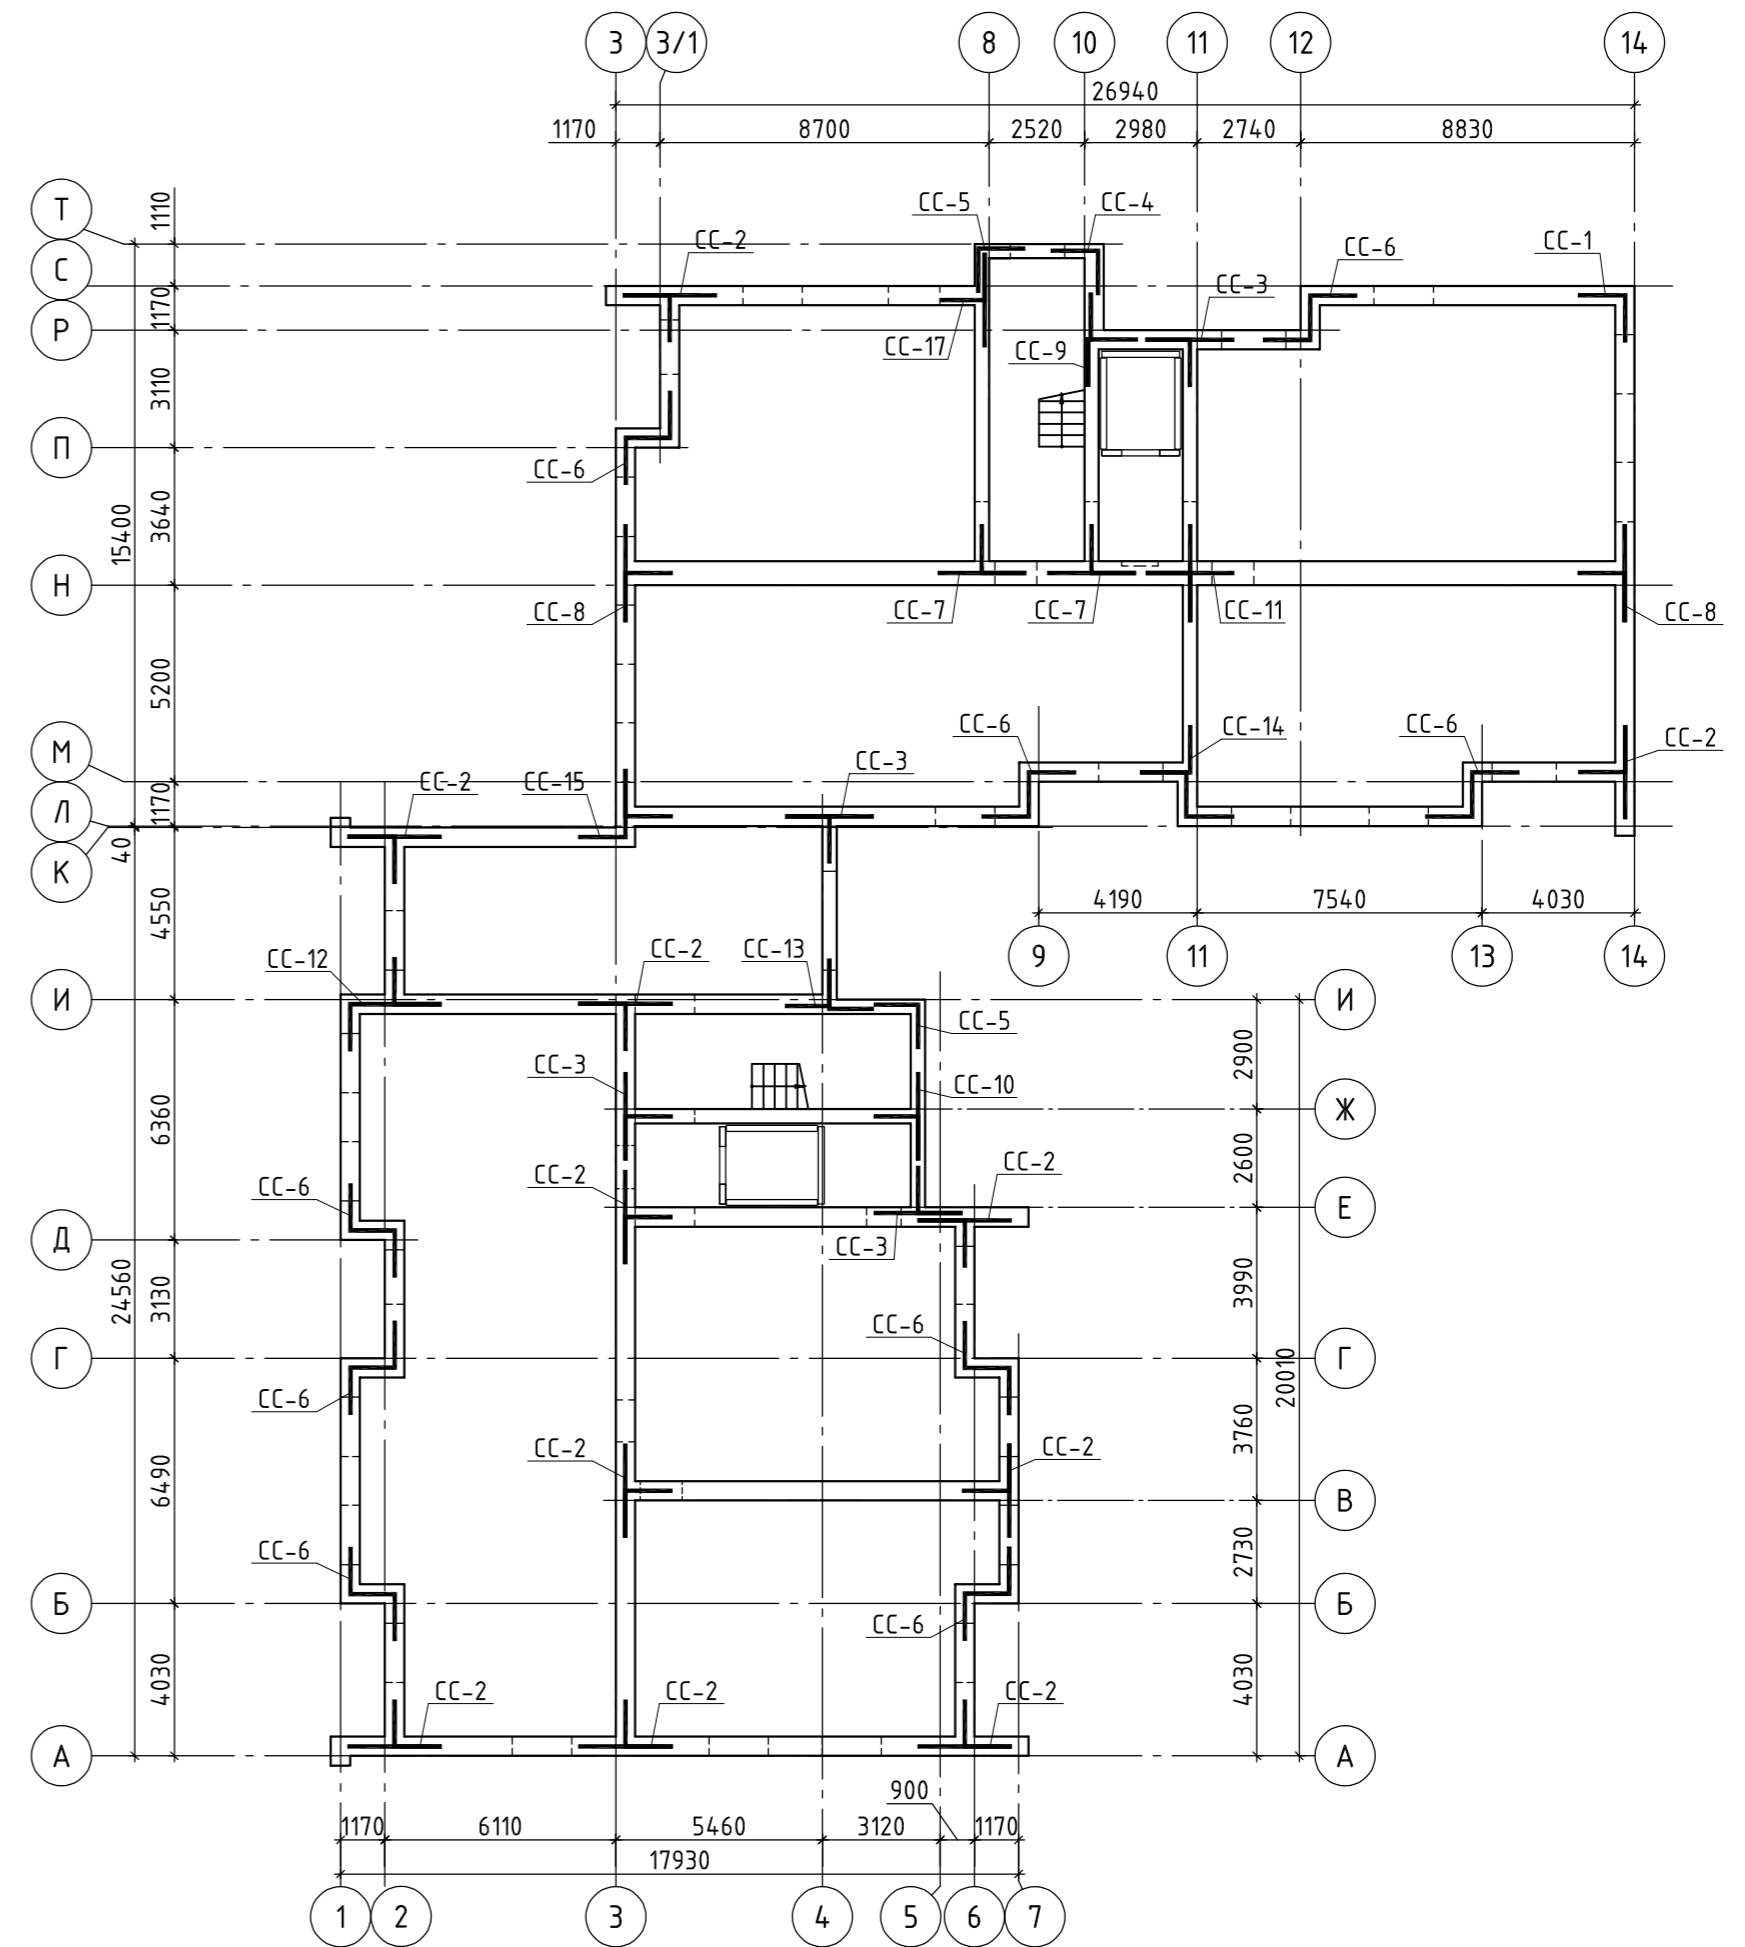 3 3/1 8 10 11 12 14
26940
1170 8700 2520 2980 2740 8830
Т
1110
СС-5 СС-4
СС-2 СС-6 СС-1
С
1170
СС-3
Р
СС-17 СС-9
3110
П
СС-6
15400
3640
Н
СС-8 СС-7 СС-7 СС-11 СС-8
5200
СС-6 СС-14 СС-6 СС-2
М
СС-3
СС-2 СС-15
1170
Л
40
К
4550
4190 7540 4030
9 11 13 14
СС-12 СС-2 СС-13
И И
СС-5
2900
СС-3 СС-10
Ж
6360
2600
СС-2 СС-2
СС-6
Е
Д
СС-3
24560
3130
3990
СС-6
Г Г
20010
СС-6
3760
СС-2 СС-2
6490
В
2730
СС-6
Б Б
СС-6
4030 4030
СС-2 СС-2 СС-2
А А
900
1170 6110 5460 3120 1170
17930
1 2 3 4 5 6 7